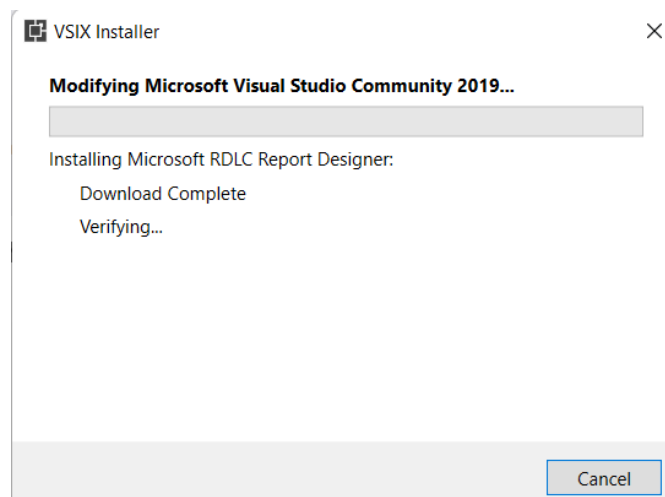 VSIX Installer
Modifying Microsoft Visual Studio Community 2019...
Installing Microsoft RDLC Report Designer:
Download Complete
Verifying...
Cancel